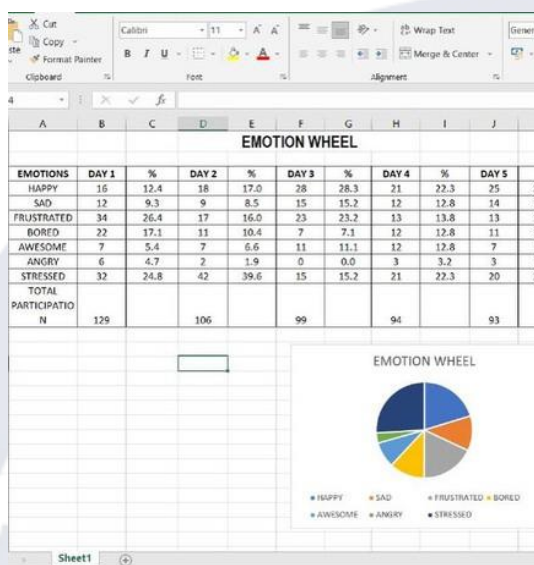 Cut
Calibri 11 A A Wrap Text
Copy
Format Painter B I U A Merge & Center
Clipboard Font Alignment
fx
A B C D E F G H I J
EMOTION WHEEL
EMOTIONS DAY 1 % DAY 2 % DAY 3 % DAY 4 % DAY 5
HAPPY 16 12.4 18 17.0 28 28.3 21 22.3 25
SAD 12 9.3 9 8.5 15 15.2 12 12.8 14
FRUSTRATED 34 26.4 17 16.0 23 23.2 13 13.8 13
BORED 22 17.1 11 10.4 7 7.1 12 12.8 11
AWESOME 7 5.4 7 6.6 11 11.1 12 12.8 7
ANGRY 6 4.7 2 1.9 0 0.0 3 3.2 3
STRESSED 32 24.8 42 39.6 15 15.2 21 22.3 20
TOTAL
PARTICIPATIO
N 129 106 99 94 93
EMOTION WHEEL
HAPPY SAD FRUSTRATED BORED
AWESOME ANGRY STRESSED
Sheet1